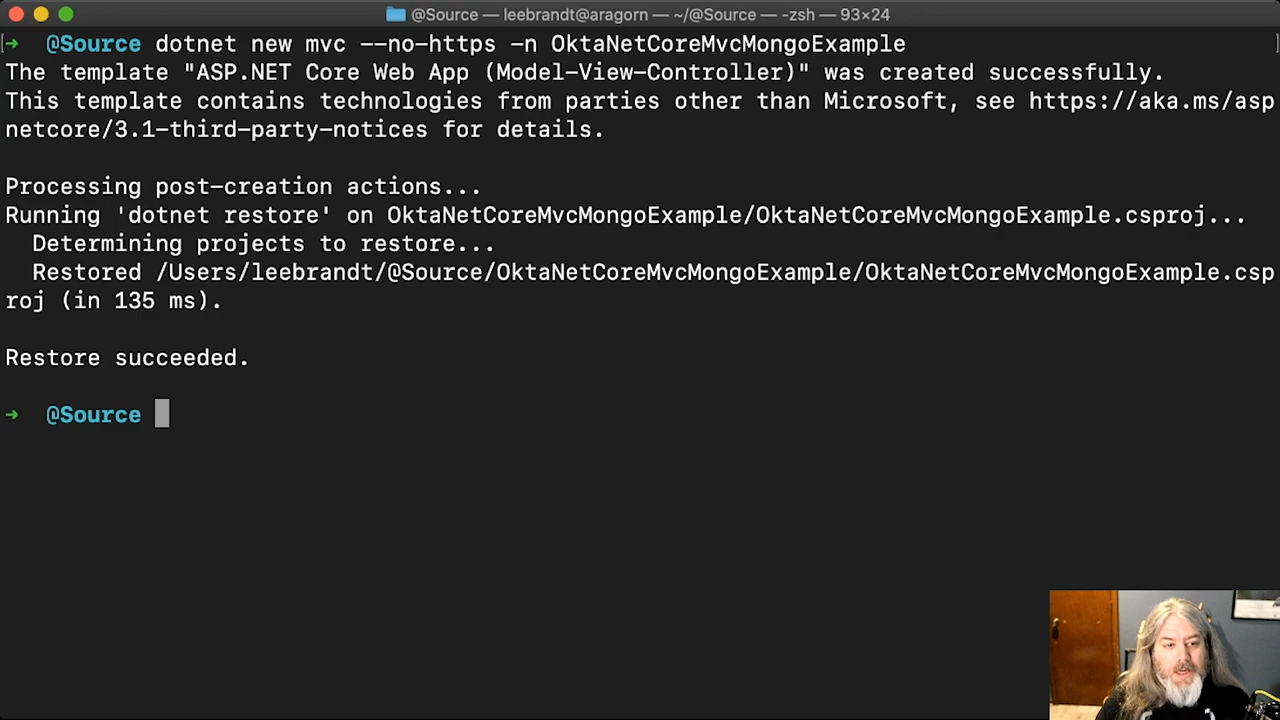 @Source — leebrandt@aragorn — ~/@Source — -zsh — 93×24
→ @Source dotnet new mvc --no-https -n OktaNetCoreMvcMongoExample
The template "ASP.NET Core Web App (Model-View-Controller)" was created successfully.
This template contains technologies from parties other than Microsoft, see https://aka.ms/asp
netcore/3.1-third-party-notices for details.
Processing post-creation actions...
Running 'dotnet restore' on OktaNetCoreMvcMongoExample/OktaNetCoreMvcMongoExample.csproj...
Determining projects to restore...
Restored /Users/leebrandt/@Source/OktaNetCoreMvcMongoExample/OktaNetCoreMvcMongoExample.csp
roj (in 135 ms).
Restore succeeded.
→ @Source